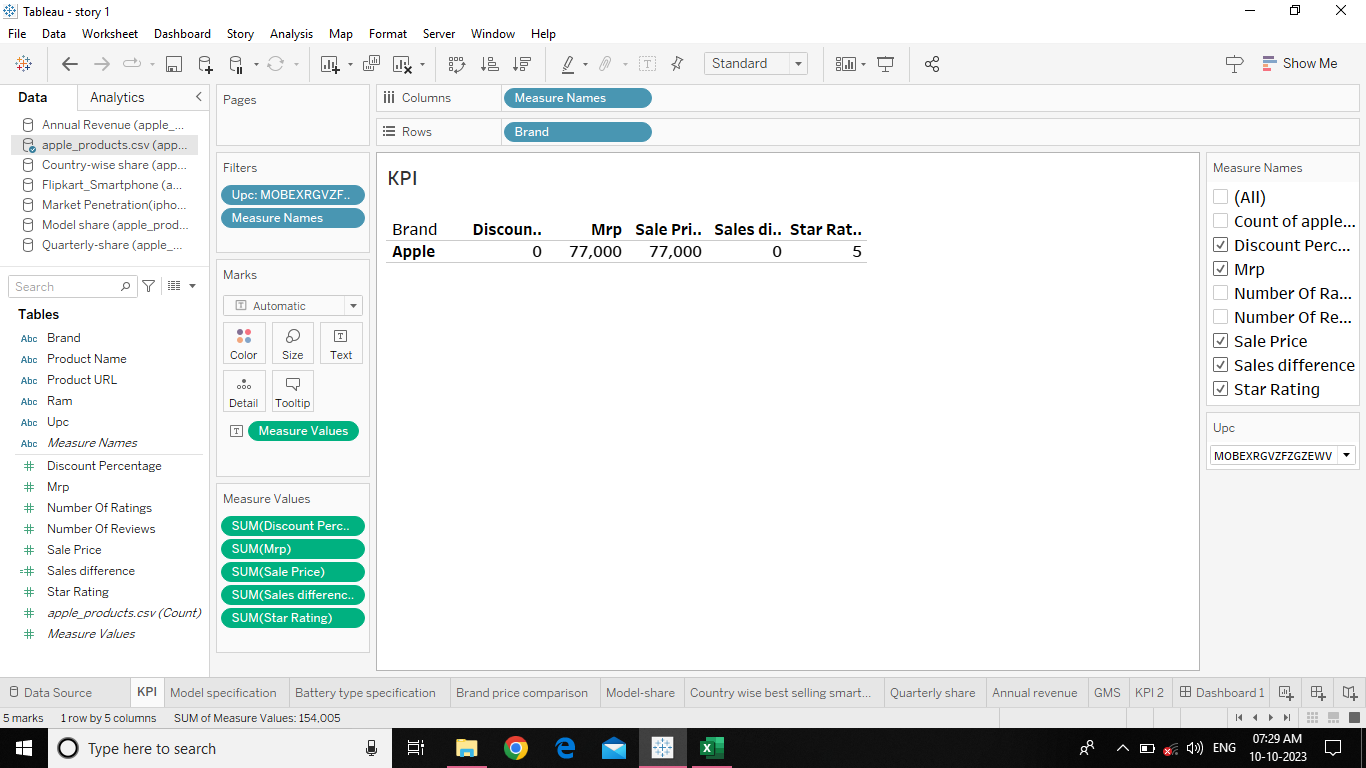 Tableau - story 1
File Data Worksheet Dashboard Story Analysis Map Format Server Window Help
Standard
Show Me
Data Analytics
Annual Revenue (apple_...
apple_products.csv (app...
Country-wise share (app...
Flipkart_Smartphone (a...
Market Penetration(ipho...
Model share (apple_prod...
Quarterly-share (apple_...
Search
Tables
Abc Brand
Abc Product Name
Abc Product URL
Abc Ram
Abc Upc
Abc Measure Names
# Discount Percentage
# Mrp
# Number Of Ratings
# Number Of Reviews
# Sale Price
=# Sales difference
# Star Rating
# apple_products.csv (Count)
# Measure Values
Pages
Filters
Upc: MOBEXRGVZF..
Measure Names
Marks
T Automatic
Color Size Text
Detail Tooltip
T Measure Values
Measure Values
SUM(Discount Perc..
SUM(Mrp)
SUM(Sale Price)
SUM(Sales differenc..
SUM(Star Rating)
Columns Measure Names
Rows Brand
KPI
Brand Discoun.. Mrp Sale Pri.. Sales di.. Star Rat..
Apple 0 77,000 77,000 0 5
Measure Names
(All)
Count of apple...
Discount Perc...
Mrp
Number Of Ra...
Number Of Re...
Sale Price
Sales difference
Star Rating
Upc
MOBEXRGVZFZGZEWV
Data Source KPI Model specification Battery type specification Brand price comparison Model-share Country wise best selling smart... Quarterly share Annual revenue GMS KPI 2 Dashboard 1
5 marks 1 row by 5 columns SUM of Measure Values: 154,005
Type here to search
ENG
07:29 AM
10-10-2023